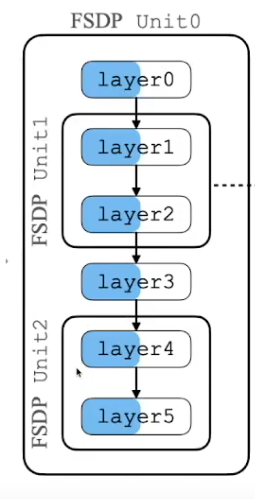 FSDP Unit0
layer0
FSDP Unit1
layer1
layer2
layer3
FSDP Unit2
layer4
layer5